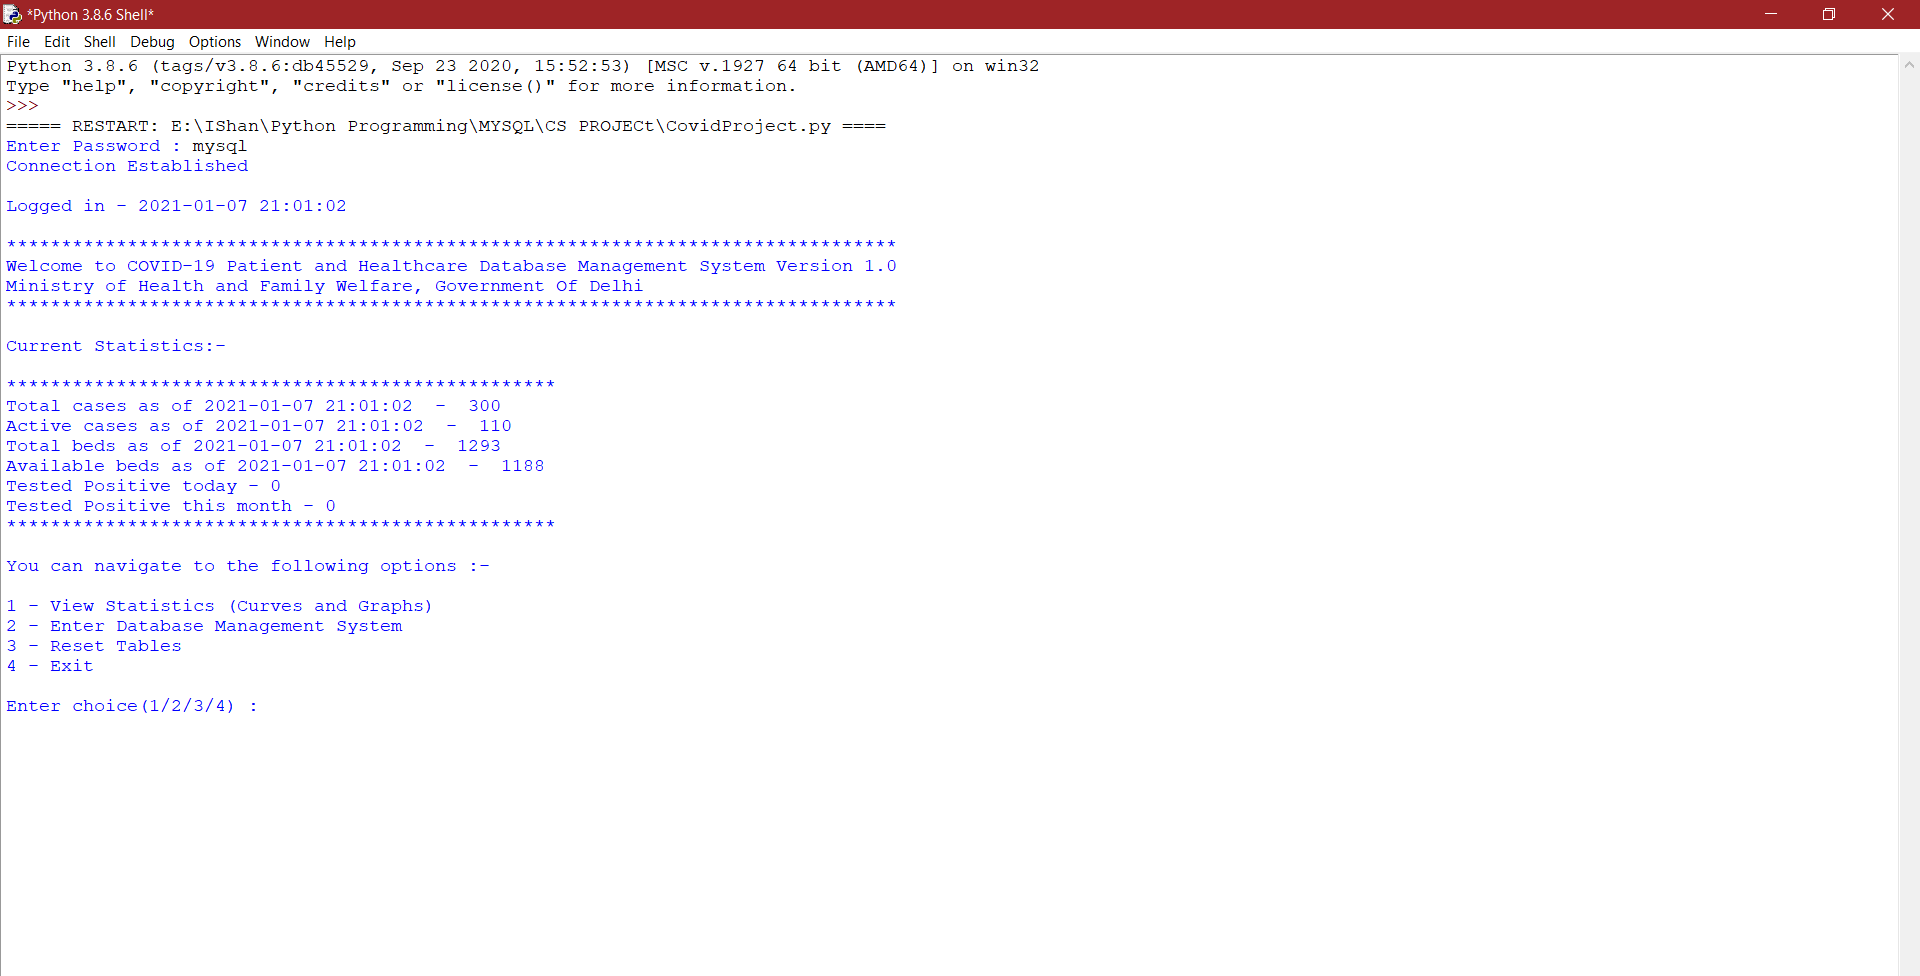 *Python 3.8.6 Shell*
File Edit Shell Debug Options Window Help
Python 3.8.6 (tags/v3.8.6:db45529, Sep 23 2020, 15:52:53) [MSC v.1927 64 bit (AMD64)] on win32
Type "help", "copyright", "credits" or "license()" for more information.
>>>
===== RESTART: E:\IShan\Python Programming\MYSQL\CS PROJECt\CovidProject.py ====
Enter Password : mysql
Connection Established
Logged in - 2021-01-07 21:01:02
*********************************************************************************
Welcome to COVID-19 Patient and Healthcare Database Management System Version 1.0
Ministry of Health and Family Welfare, Government Of Delhi
*********************************************************************************
Current Statistics:-
**************************************************
Total cases as of 2021-01-07 21:01:02  -  300
Active cases as of 2021-01-07 21:01:02  -  110
Total beds as of 2021-01-07 21:01:02  -  1293
Available beds as of 2021-01-07 21:01:02  -  1188
Tested Positive today - 0
Tested Positive this month - 0
**************************************************
You can navigate to the following options :-
1 - View Statistics (Curves and Graphs)
2 - Enter Database Management System
3 - Reset Tables
4 - Exit
Enter choice(1/2/3/4) :